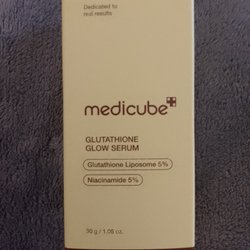 Dedicated to
real results
medicube
GLUTATHIONE
GLOW SERUM
Glutathione Liposome 5%
Niacinamide 5%
30 g / 1.05 oz.